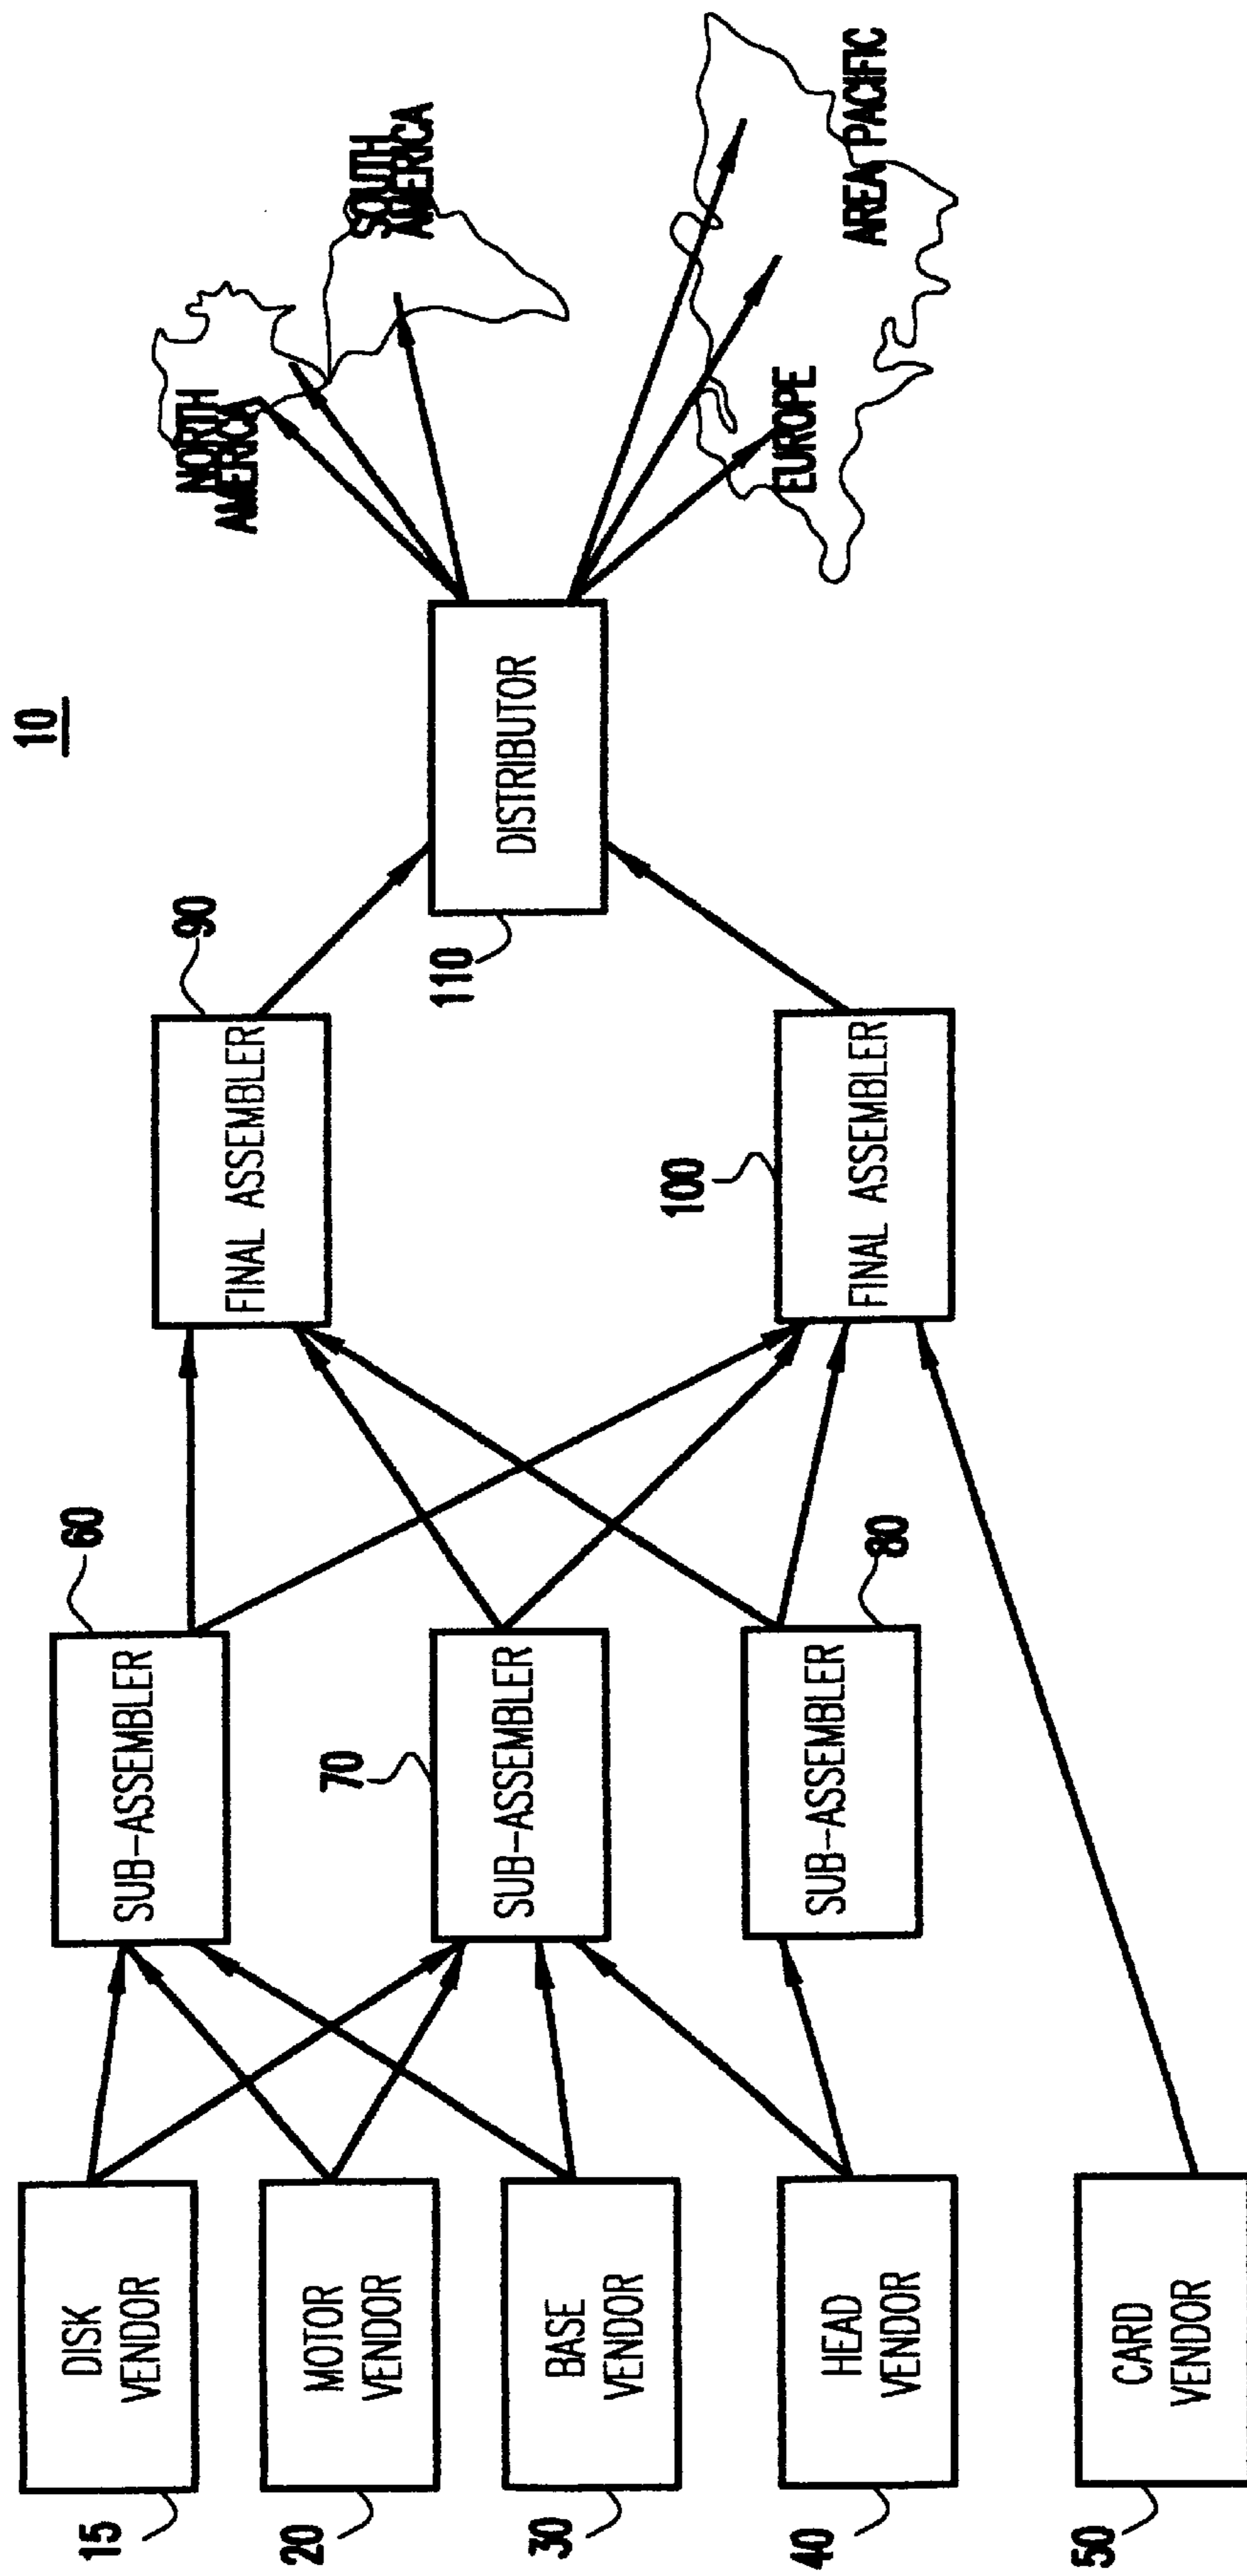 10
DISK
VENDOR
15
MOTOR
VENDOR
20
BASE
VENDOR
30
HEAD
VENDOR
40
CARD
VENDOR
50
SUB-ASSEMBLER
60
SUB-ASSEMBLER
70
SUB-ASSEMBLER
80
FINAL ASSEMBLER
90
FINAL ASSEMBLER
100
DISTRIBUTOR
110
NORTH
AMERICA
SOUTH
AMERICA
EUROPE
AREA PACIFIC